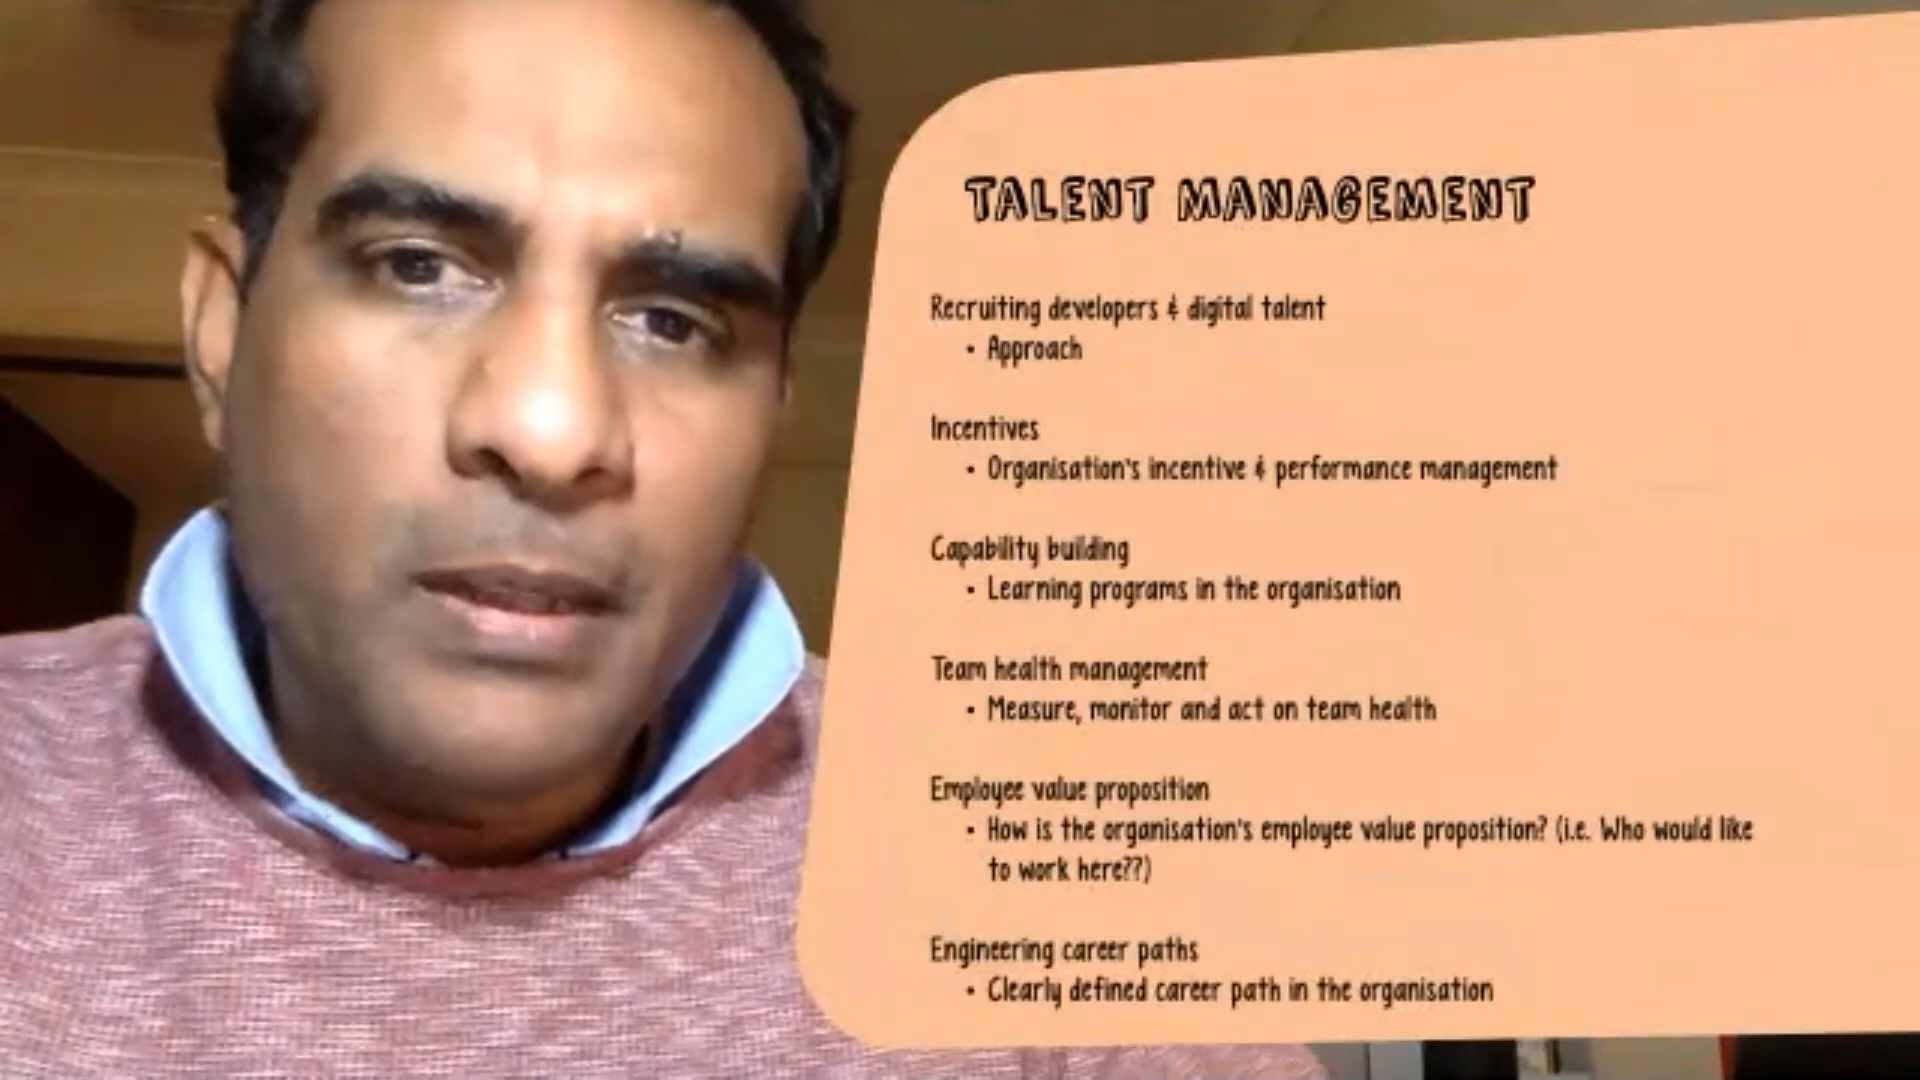 TALENT MANAGEMENT
Recruiting developers & digital talent
• Approach
Incentives
• Organisation's incentive & performance management
Capability building
• Learning programs in the organisation
Team health management
• Measure, monitor and act on team health
Employee value proposition
• How is the organisation's employee value proposition? (i.e. Who would like
to work here??)
Engineering career paths
• Clearly defined career path in the organisation